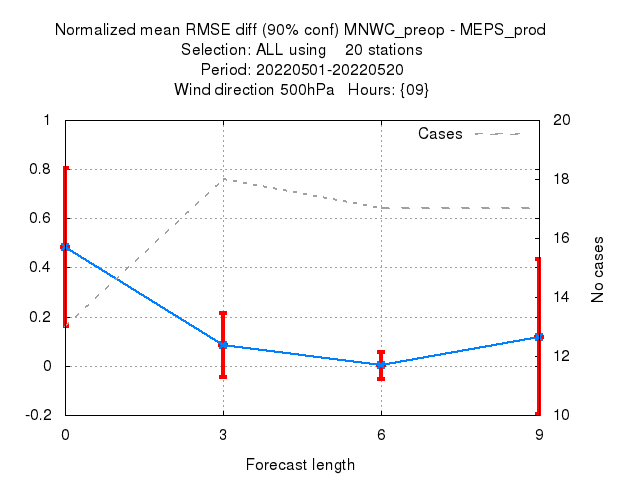 Normalized mean RMSE diff (90% conf) MNWC_preop - MEPS_prod
Selection: ALL using 20 stations
Period: 20220501-20220520
Wind direction 500hPa Hours: {09}
Cases
1
0.8
0.6
0.4
0.2
0
-0.2
20
18
16
14
12
10
No cases
0 3 6 9
Forecast length